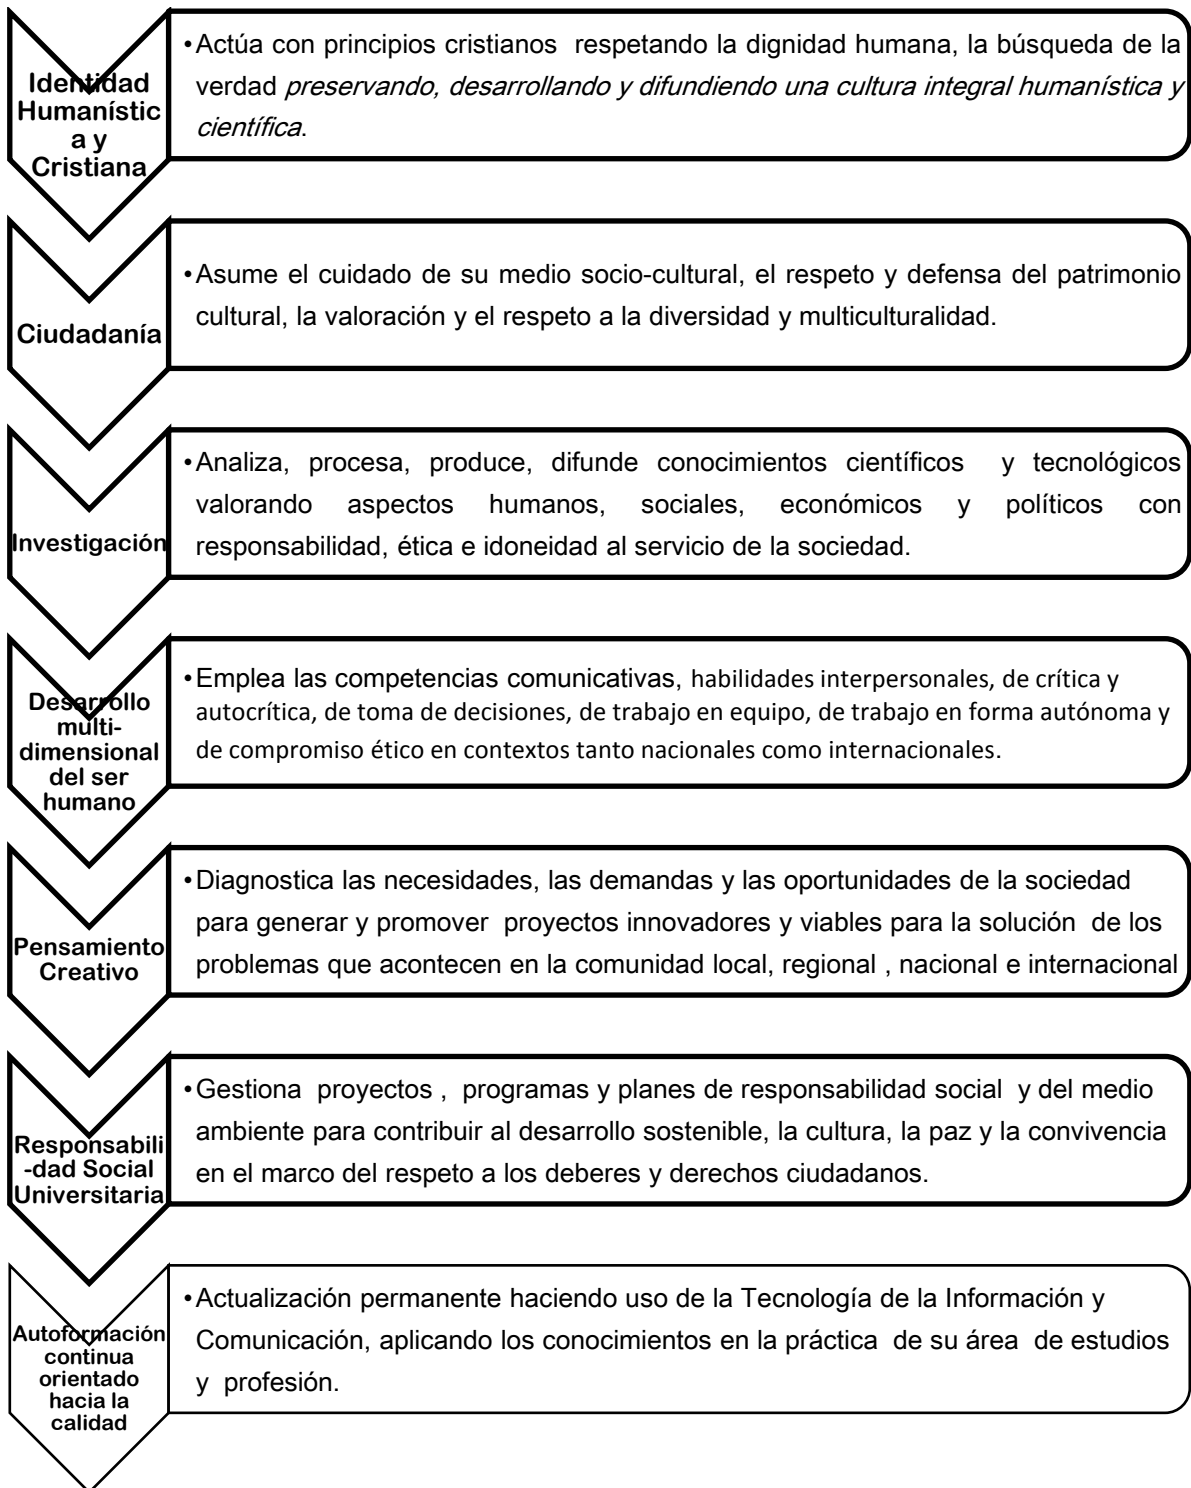 Identidad
Humanístic
a y
Cristiana
•Actúa con principios cristianos respetando la dignidad humana, la búsqueda de la
verdad preservando, desarrollando y difundiendo una cultura integral humanística y
científica.
Ciudadanía
•Asume el cuidado de su medio socio-cultural, el respeto y defensa del patrimonio
cultural, la valoración y el respeto a la diversidad y multiculturalidad.
Investigación
•Analiza, procesa, produce, difunde conocimientos científicos y tecnológicos
valorando aspectos humanos, sociales, económicos y políticos con
responsabilidad, ética e idoneidad al servicio de la sociedad.
Desarrollo
multi-
dimensional
del ser
humano
•Emplea las competencias comunicativas, habilidades interpersonales, de crítica y
autocrítica, de toma de decisiones, de trabajo en equipo, de trabajo en forma autónoma y
de compromiso ético en contextos tanto nacionales como internacionales.
Pensamiento
Creativo
•Diagnostica las necesidades, las demandas y las oportunidades de la sociedad
para generar y promover proyectos innovadores y viables para la solución de los
problemas que acontecen en la comunidad local, regional , nacional e internacional
Responsabili
-dad Social
Universitaria
•Gestiona proyectos , programas y planes de responsabilidad social y del medio
ambiente para contribuir al desarrollo sostenible, la cultura, la paz y la convivencia
en el marco del respeto a los deberes y derechos ciudadanos.
Autoformación
continua
orientado
hacia la
calidad
•Actualización permanente haciendo uso de la Tecnología de la Información y
Comunicación, aplicando los conocimientos en la práctica de su área de estudios
y profesión.